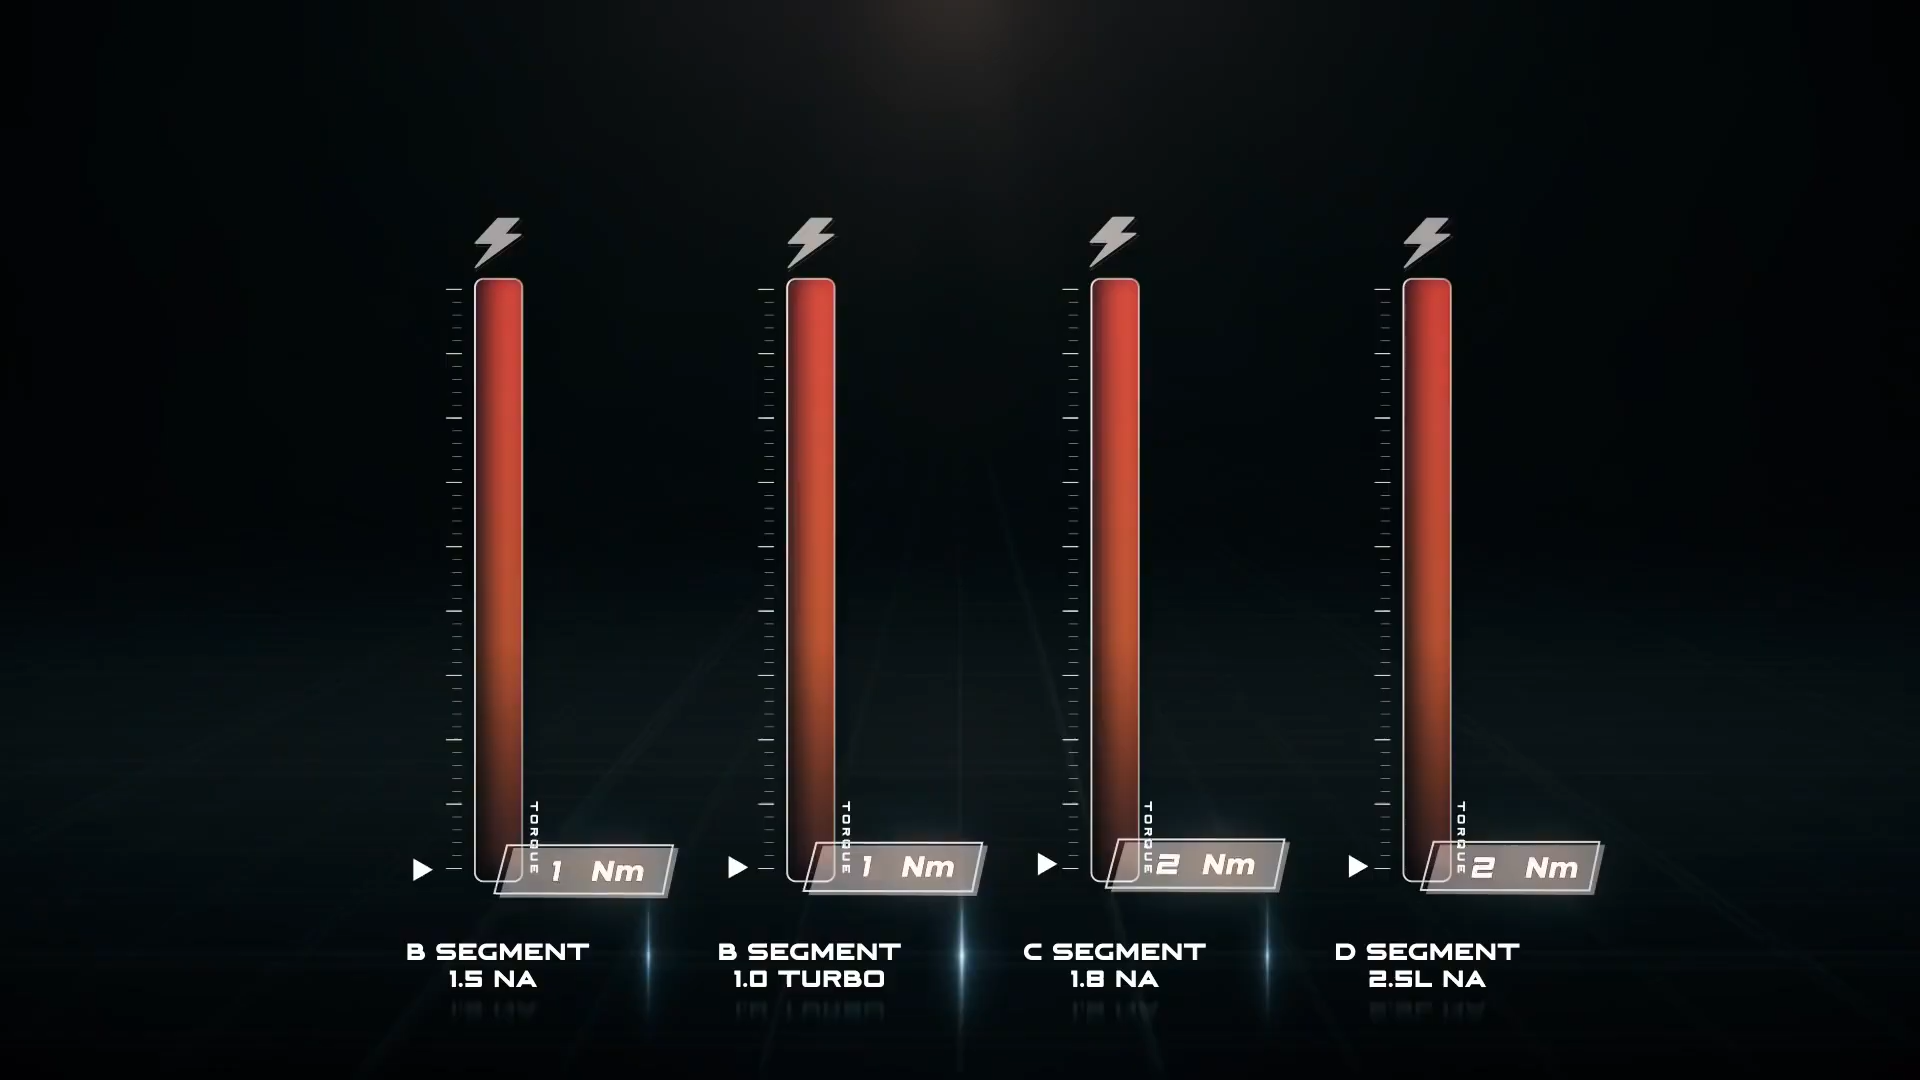 TORQUE
1 Nm
B SEGMENT
1.5 NA
TORQUE
1 Nm
B SEGMENT
1.0 TURBO
TORQUE
2 Nm
C SEGMENT
1.8 NA
TORQUE
2 Nm
D SEGMENT
2.5L NA